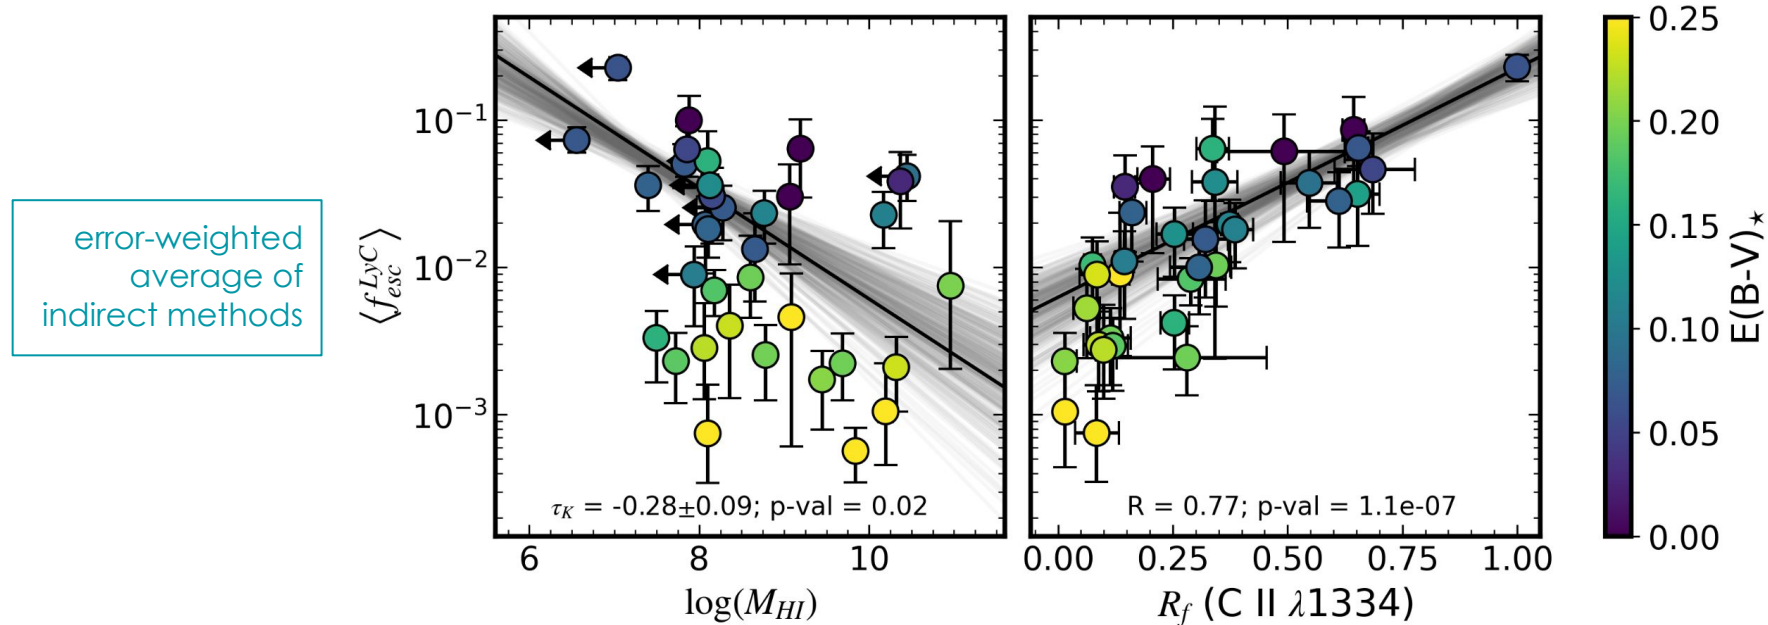 error-weighted
average of
indirect methods
⟨f_esc^LyC⟩
10⁻¹
10⁻²
10⁻³
τ_K = -0.28±0.09; p-val = 0.02
6 8 10
log(M_HI)
R = 0.77; p-val = 1.1e-07
0.00 0.25 0.50 0.75 1.00
R_f (C II λ1334)
0.25
0.20
0.15
0.10
0.05
0.00
E(B-V)⋆